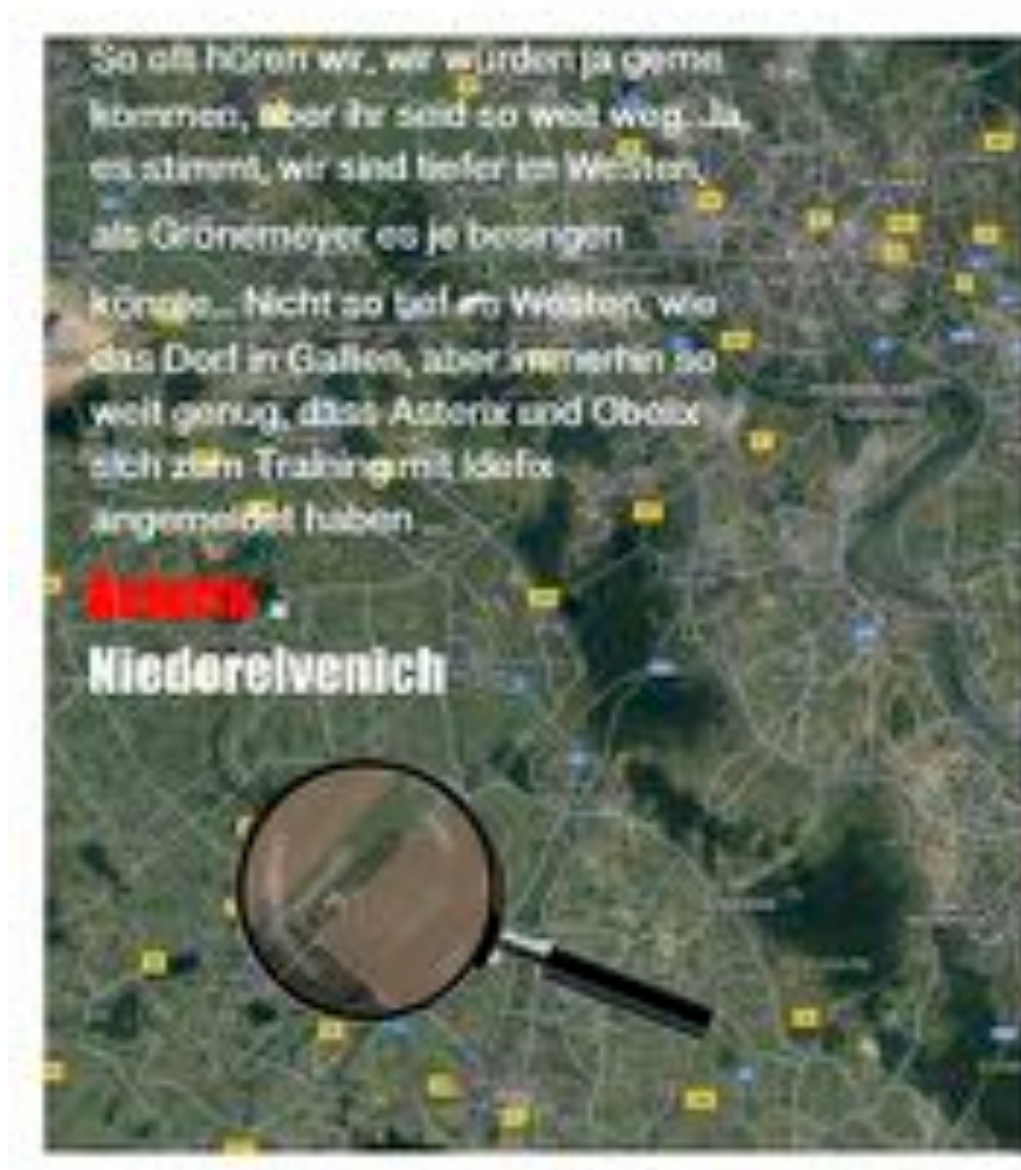 So oft hören wir, wir würden ja gerne
kommen, aber ihr seid so weit weg. Ja,
es stimmt, wir sind tiefer im Westen,
als Grönemeyer es je besingen
könnte... Nicht so tief im Westen, wie
das Dorf in Gallien, aber immerhin so
weit genug, dass Asterix und Obelix
sich zum Training mit Idefix
angemeldet haben ...
Niederelvenich